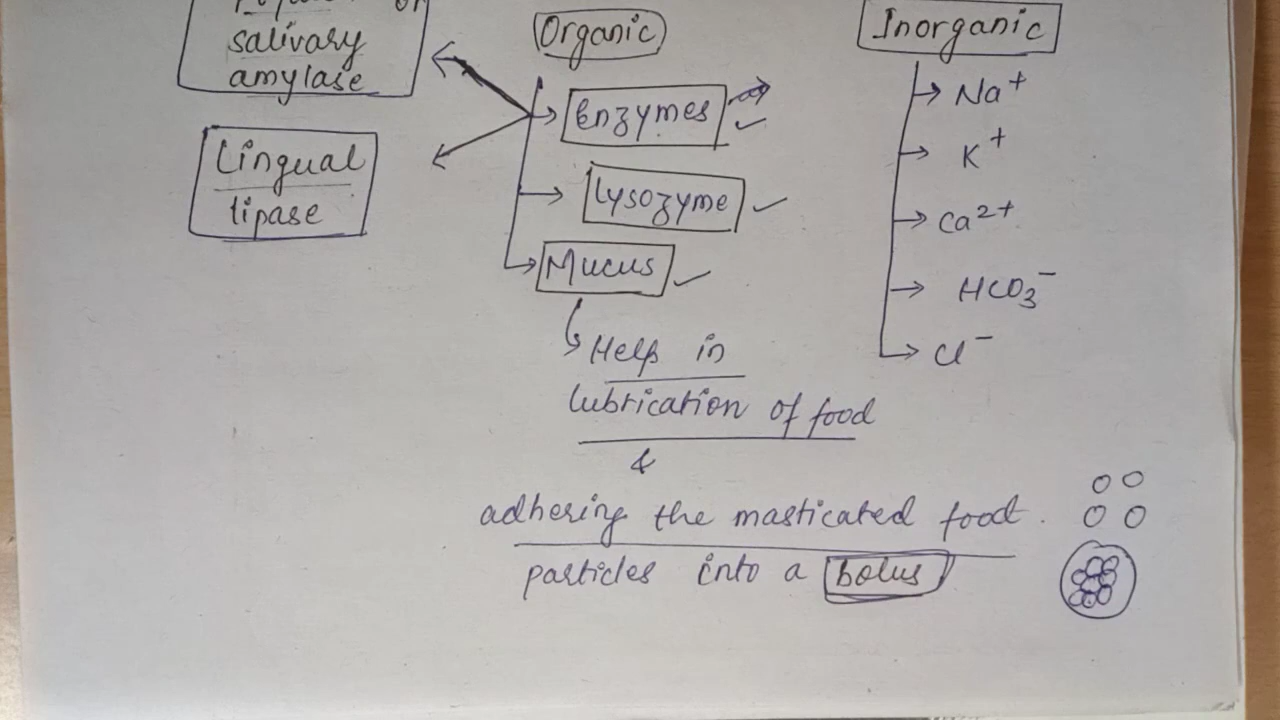 salivary
amylase
Lingual
lipase
Organic
Enzymes
Lysozyme
Mucus
Help in
lubrication of food
&
adhering the masticated food
particles into a bolus
Inorganic
Na+
K+
Ca2+
HCO3-
Cl-